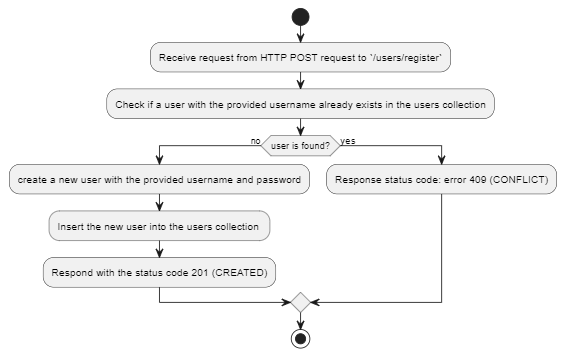 Receive request from HTTP POST request to `/users/register`
Check if a user with the provided username already exists in the users collection
no
user is found?
yes
create a new user with the provided username and password
Response status code: error 409 (CONFLICT)
Insert the new user into the users collection
Respond with the status code 201 (CREATED)